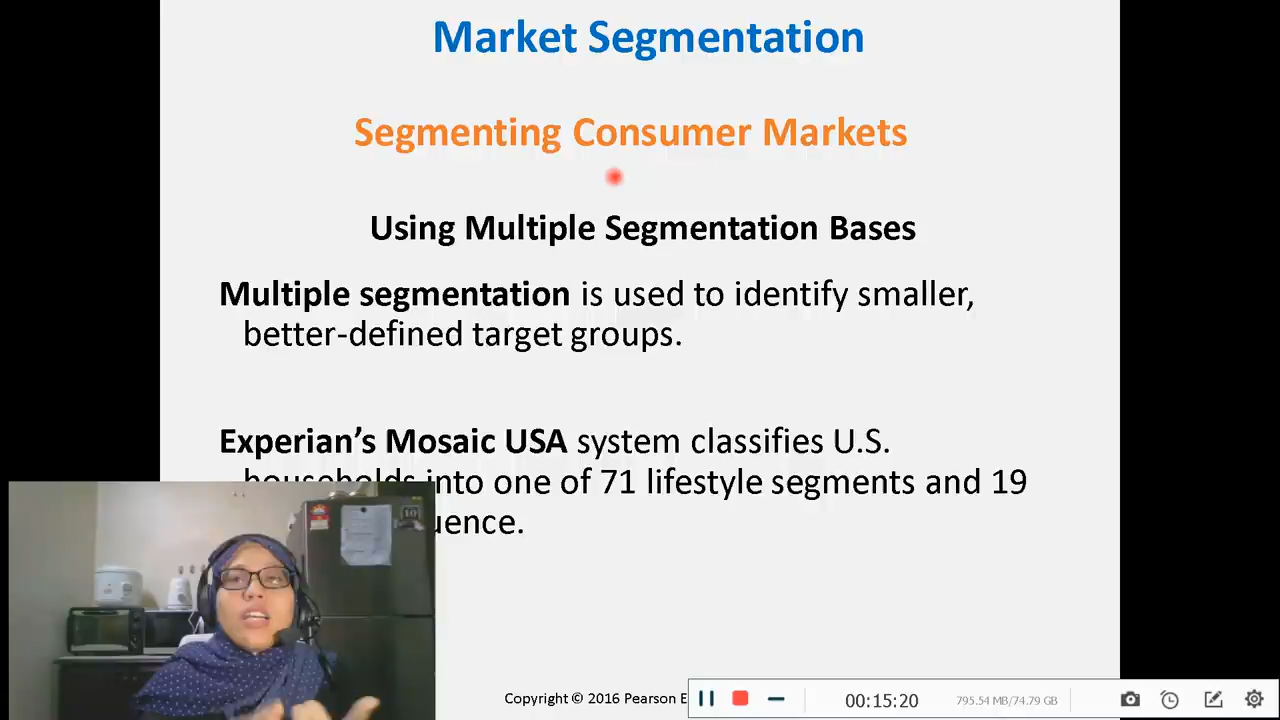 Market Segmentation
Segmenting Consumer Markets
Using Multiple Segmentation Bases
Multiple segmentation is used to identify smaller,
better-defined target groups.
Experian’s Mosaic USA system classifies U.S.
households into one of 71 lifestyle segments and 19
Copyright © 2016 Pearson
00:15:20
795.54 MB/74.79 GB